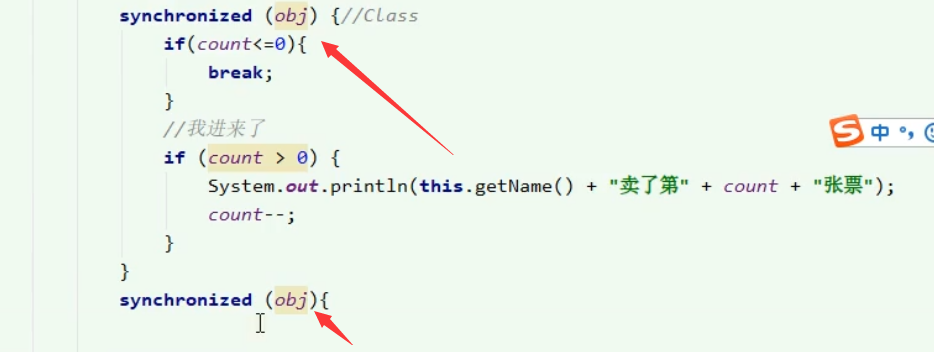 synchronized (obj) {//Class
if(count<=0){
break;
}
//我进来了
if (count > 0) {
System.out.println(this.getName() + "卖了第" + count + "张票");
count--;
}
}
synchronized (obj){
S 中 °,